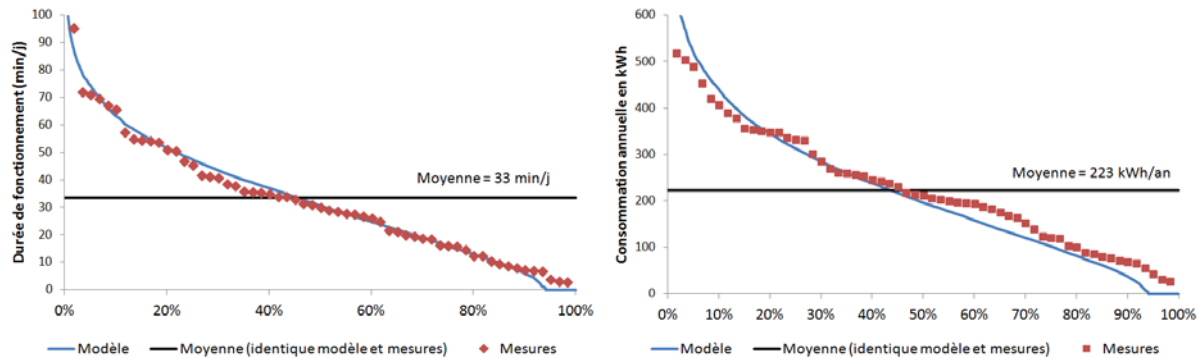 Durée de fonctionnement (min/j)
100
90
80
70
60
50
40
30
20
10
0
Moyenne = 33 min/j
0% 20% 40% 60% 80% 100%
Modèle Moyenne (identique modèle et mesures) Mesures
Consommation annuelle en kWh
600
500
400
300
200
100
0
Moyenne = 223 kWh/an
0% 10% 20% 30% 40% 50% 60% 70% 80% 90% 100%
Modèle Moyenne (identique modèle et mesures) Mesures